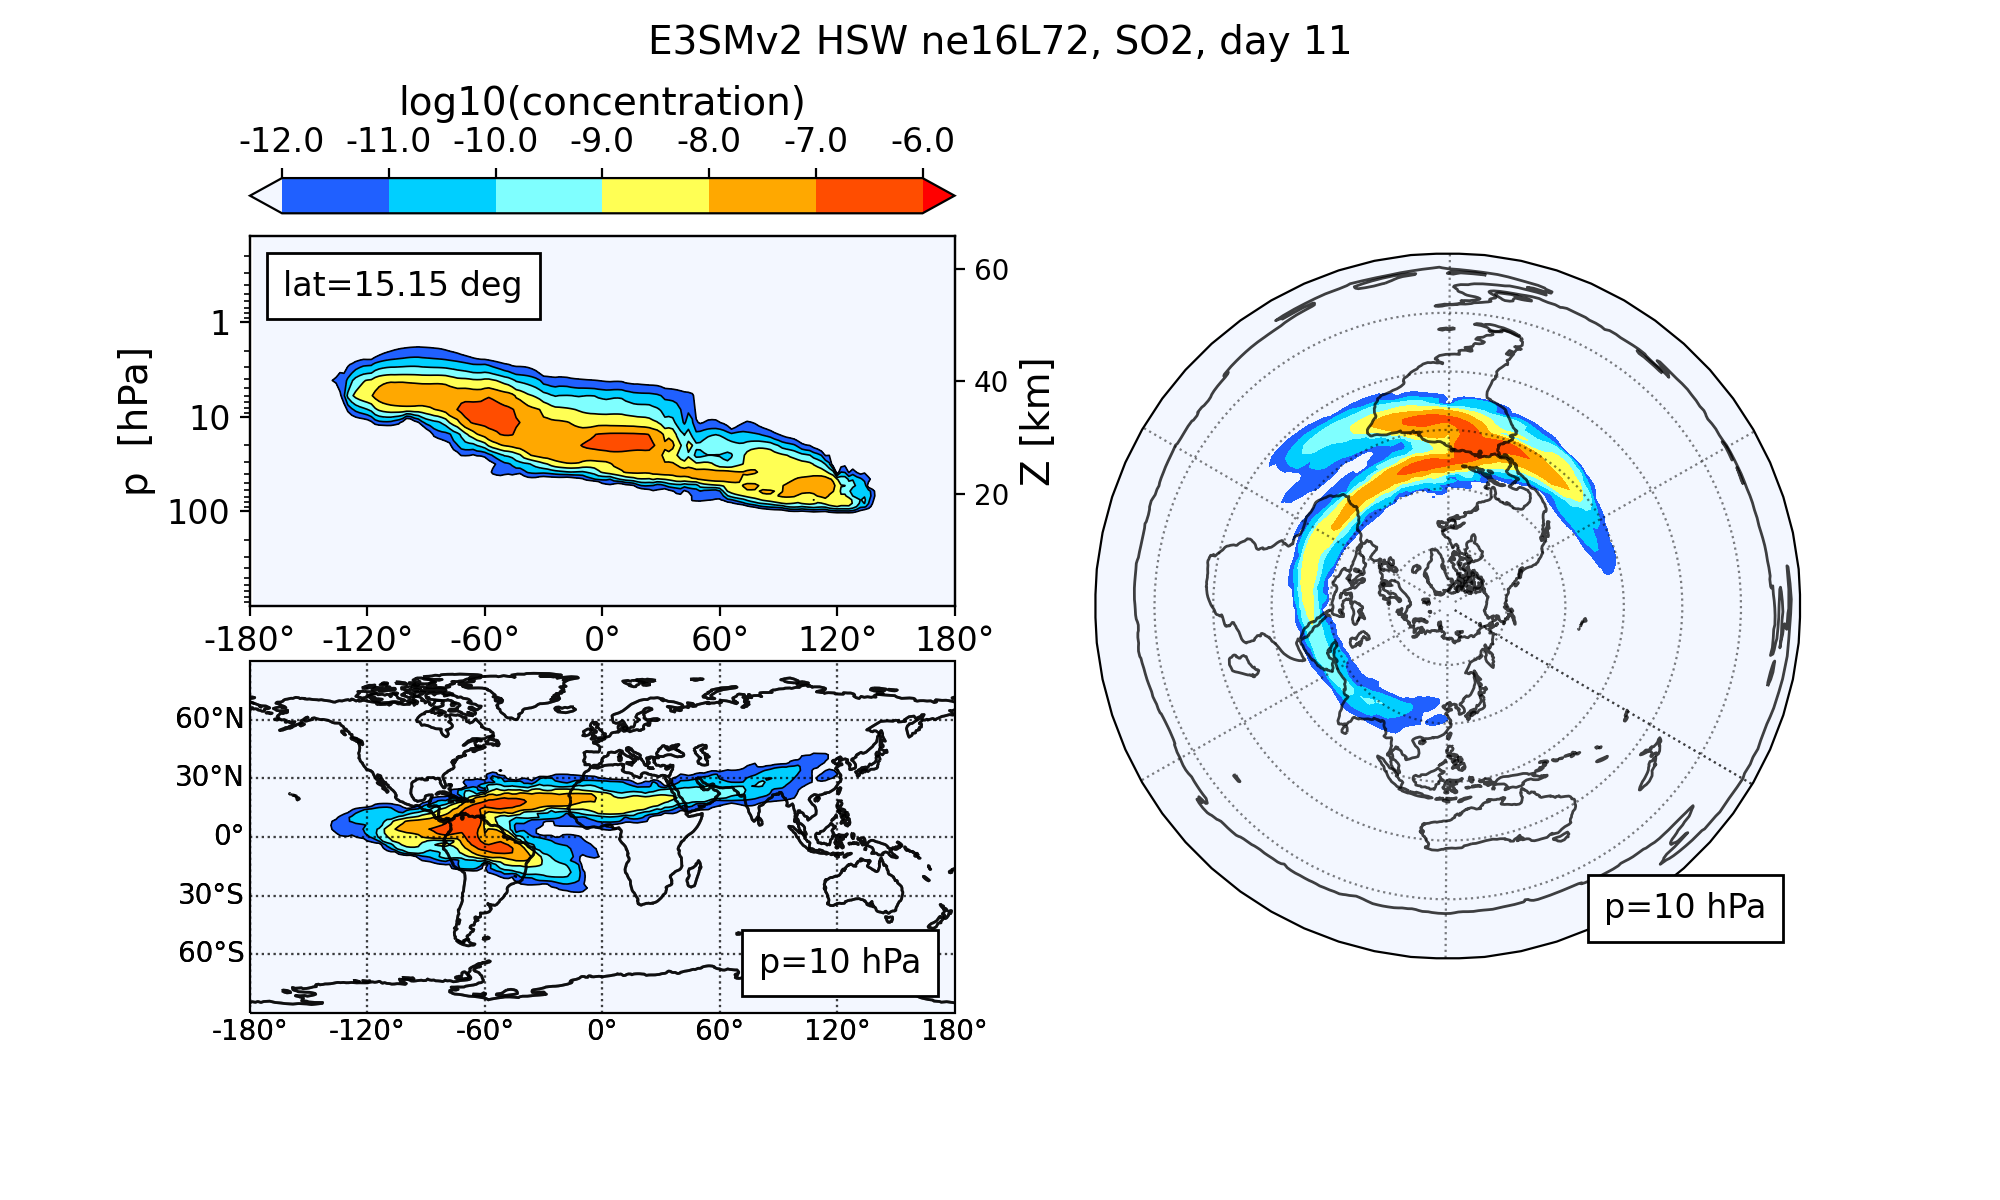 E3SMv2 HSW ne16L72, SO2, day 11
log10(concentration)
-12.0 -11.0 -10.0 -9.0 -8.0 -7.0 -6.0
lat=15.15 deg
p [hPa]
1
10
100
60
40
20
Z [km]
-180° -120° -60° 0° 60° 120° 180°
60°N
30°N
0°
30°S
60°S
p=10 hPa
-180° -120° -60° 0° 60° 120° 180°
p=10 hPa